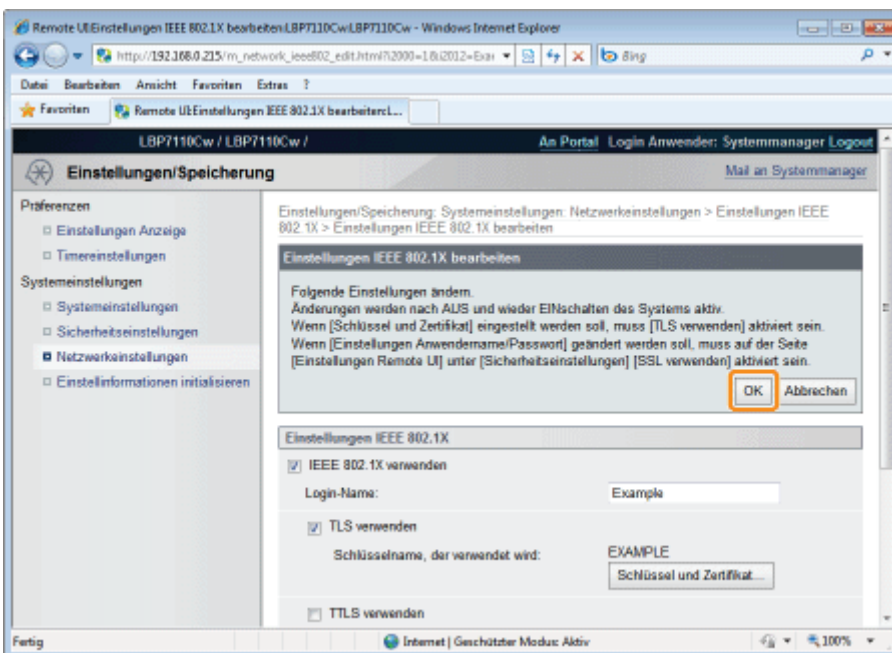 Remote UI:Einstellungen IEEE 802.1X bearbeiten:LBP7110Cw:LBP7110Cw - Windows Internet Explorer
http://192.168.0.215/m_network_ieee802_edit.html?i2000=1&i2012=Exar
Bing
Datei Bearbeiten Ansicht Favoriten Extras ?
Favoriten
Remote UI:Einstellungen IEEE 802.1X bearbeiten:L...
LBP7110Cw / LBP7110Cw /
An Portal Login Anwender: Systemmanager Logout
Einstellungen/Speicherung
Mail an Systemmanager
Präferenzen
Einstellungen Anzeige
Timereinstellungen
Systemeinstellungen
Systemeinstellungen
Sicherheitseinstellungen
Netzwerkeinstellungen
Einstellinformationen initialisieren
Einstellungen/Speicherung: Systemeinstellungen: Netzwerkeinstellungen > Einstellungen IEEE
802.1X > Einstellungen IEEE 802.1X bearbeiten
Einstellungen IEEE 802.1X bearbeiten
Folgende Einstellungen ändern.
Änderungen werden nach AUS und wieder EINschalten des Systems aktiv.
Wenn [Schlüssel und Zertifikat] eingestellt werden soll, muss [TLS verwenden] aktiviert sein.
Wenn [Einstellungen Anwendername/Passwort] geändert werden soll, muss auf der Seite
[Einstellungen Remote UI] unter [Sicherheitseinstellungen] [SSL verwenden] aktiviert sein.
OK Abbrechen
Einstellungen IEEE 802.1X
IEEE 802.1X verwenden
Login-Name: Example
TLS verwenden
Schlüsselname, der verwendet wird: EXAMPLE
Schlüssel und Zertifikat...
TTLS verwenden
Fertig
Internet | Geschützter Modus: Aktiv
100%